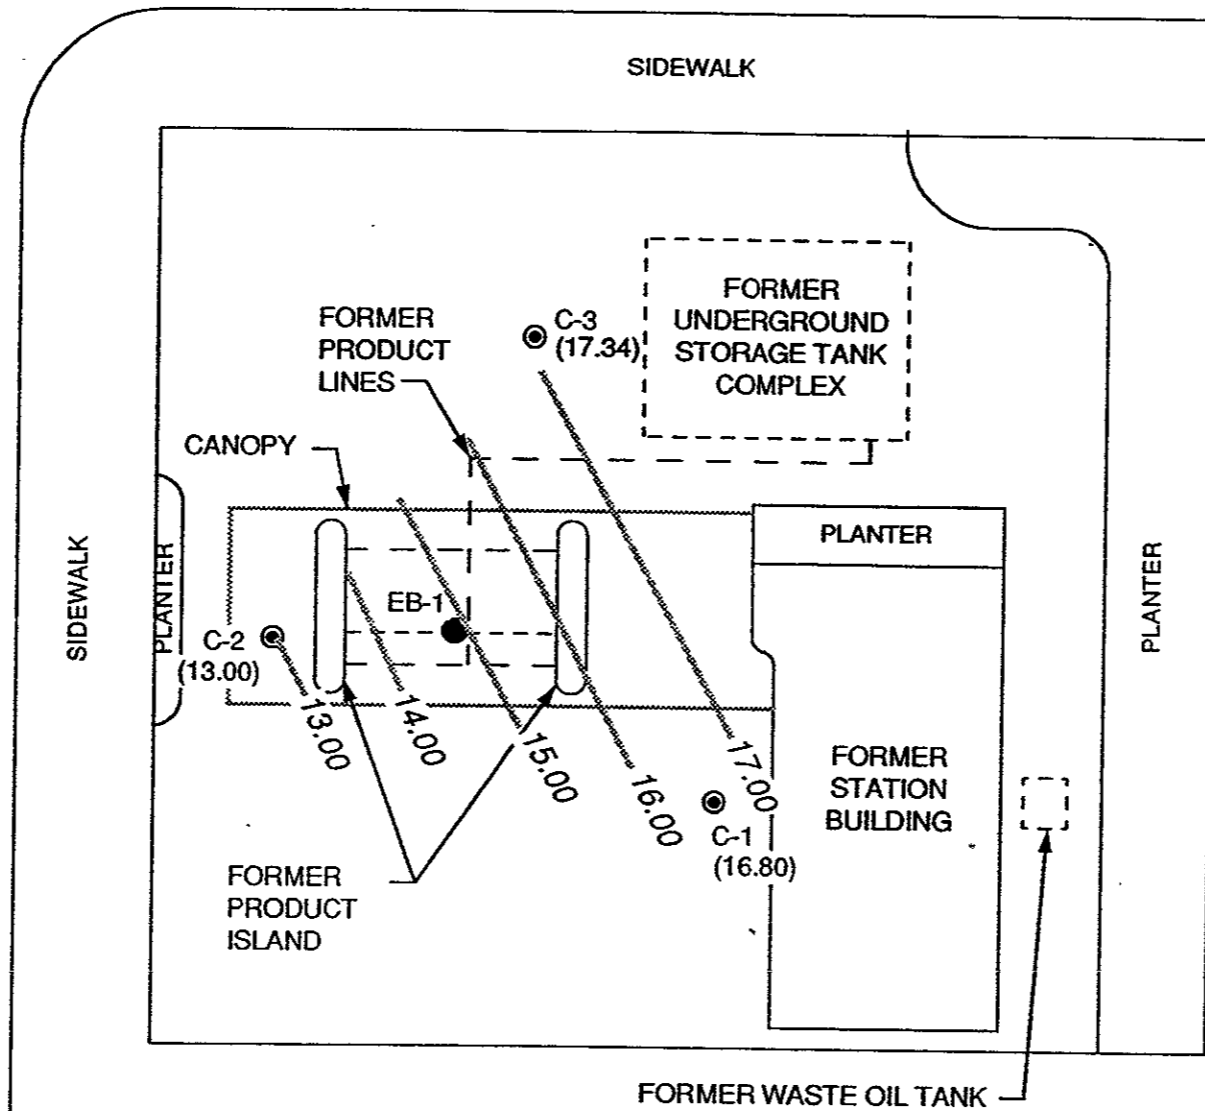 SIDEWALK
FORMER
UNDERGROUND
STORAGE TANK
COMPLEX
C-3
(17.34)
FORMER
PRODUCT
LINES
CANOPY
PLANTER
SIDEWALK
PLANTER
PLANTER
EB-1
C-2
(13.00)
13.00
14.00
15.00
16.00
17.00
FORMER
STATION
BUILDING
C-1
(16.80)
FORMER
PRODUCT
ISLAND
FORMER WASTE OIL TANK